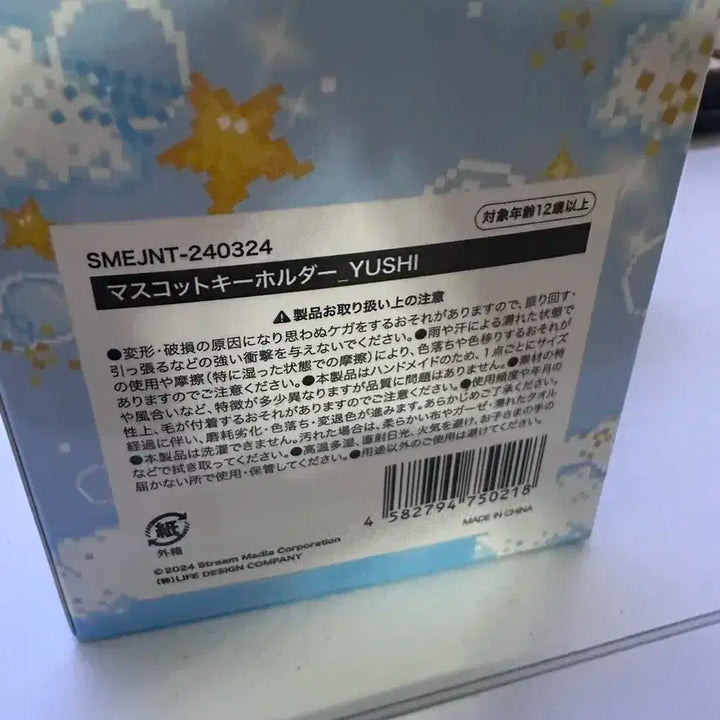 対象年齢12歳以上
SMEJNT-240324
マスコットキーホルダー_YUSHI
⚠製品お取り扱い上の注意
●変形・破損の原因になり思わぬケガをするおそれがありますので、振り回す・
引っ張るなどの強い衝撃を与えないでください。●雨や汗による濡れた状態で
の使用や摩擦(特に湿った状態での摩擦)により、色落ちや色移りするおそれが
ありますのでご注意ください。●本製品はハンドメイドのため、1点ごとにサイズ
や風合いなど、特徴が多少異なりますが品質に問題はありません。●素材の特
性上、毛が付着するおそれがありますのでご注意ください。●使用頻度や年月の
経過に伴い、磨耗劣化・色落ち・変退色が進みます。あらかじめご了承ください。
●本製品は洗濯できません。汚れた場合は、柔らかい布やガーゼ・濡れたタオル
などで拭き取ってください。●高温多湿、直射日光、火気を避け、お子さまの手の
届かない所で使用・保管してください。●用途以外のご使用は避けてください。
4 582794 750218
MADE IN CHINA
紙
外箱
©2024 Stream Media Corporation
(株)LIFE DESIGN COMPANY